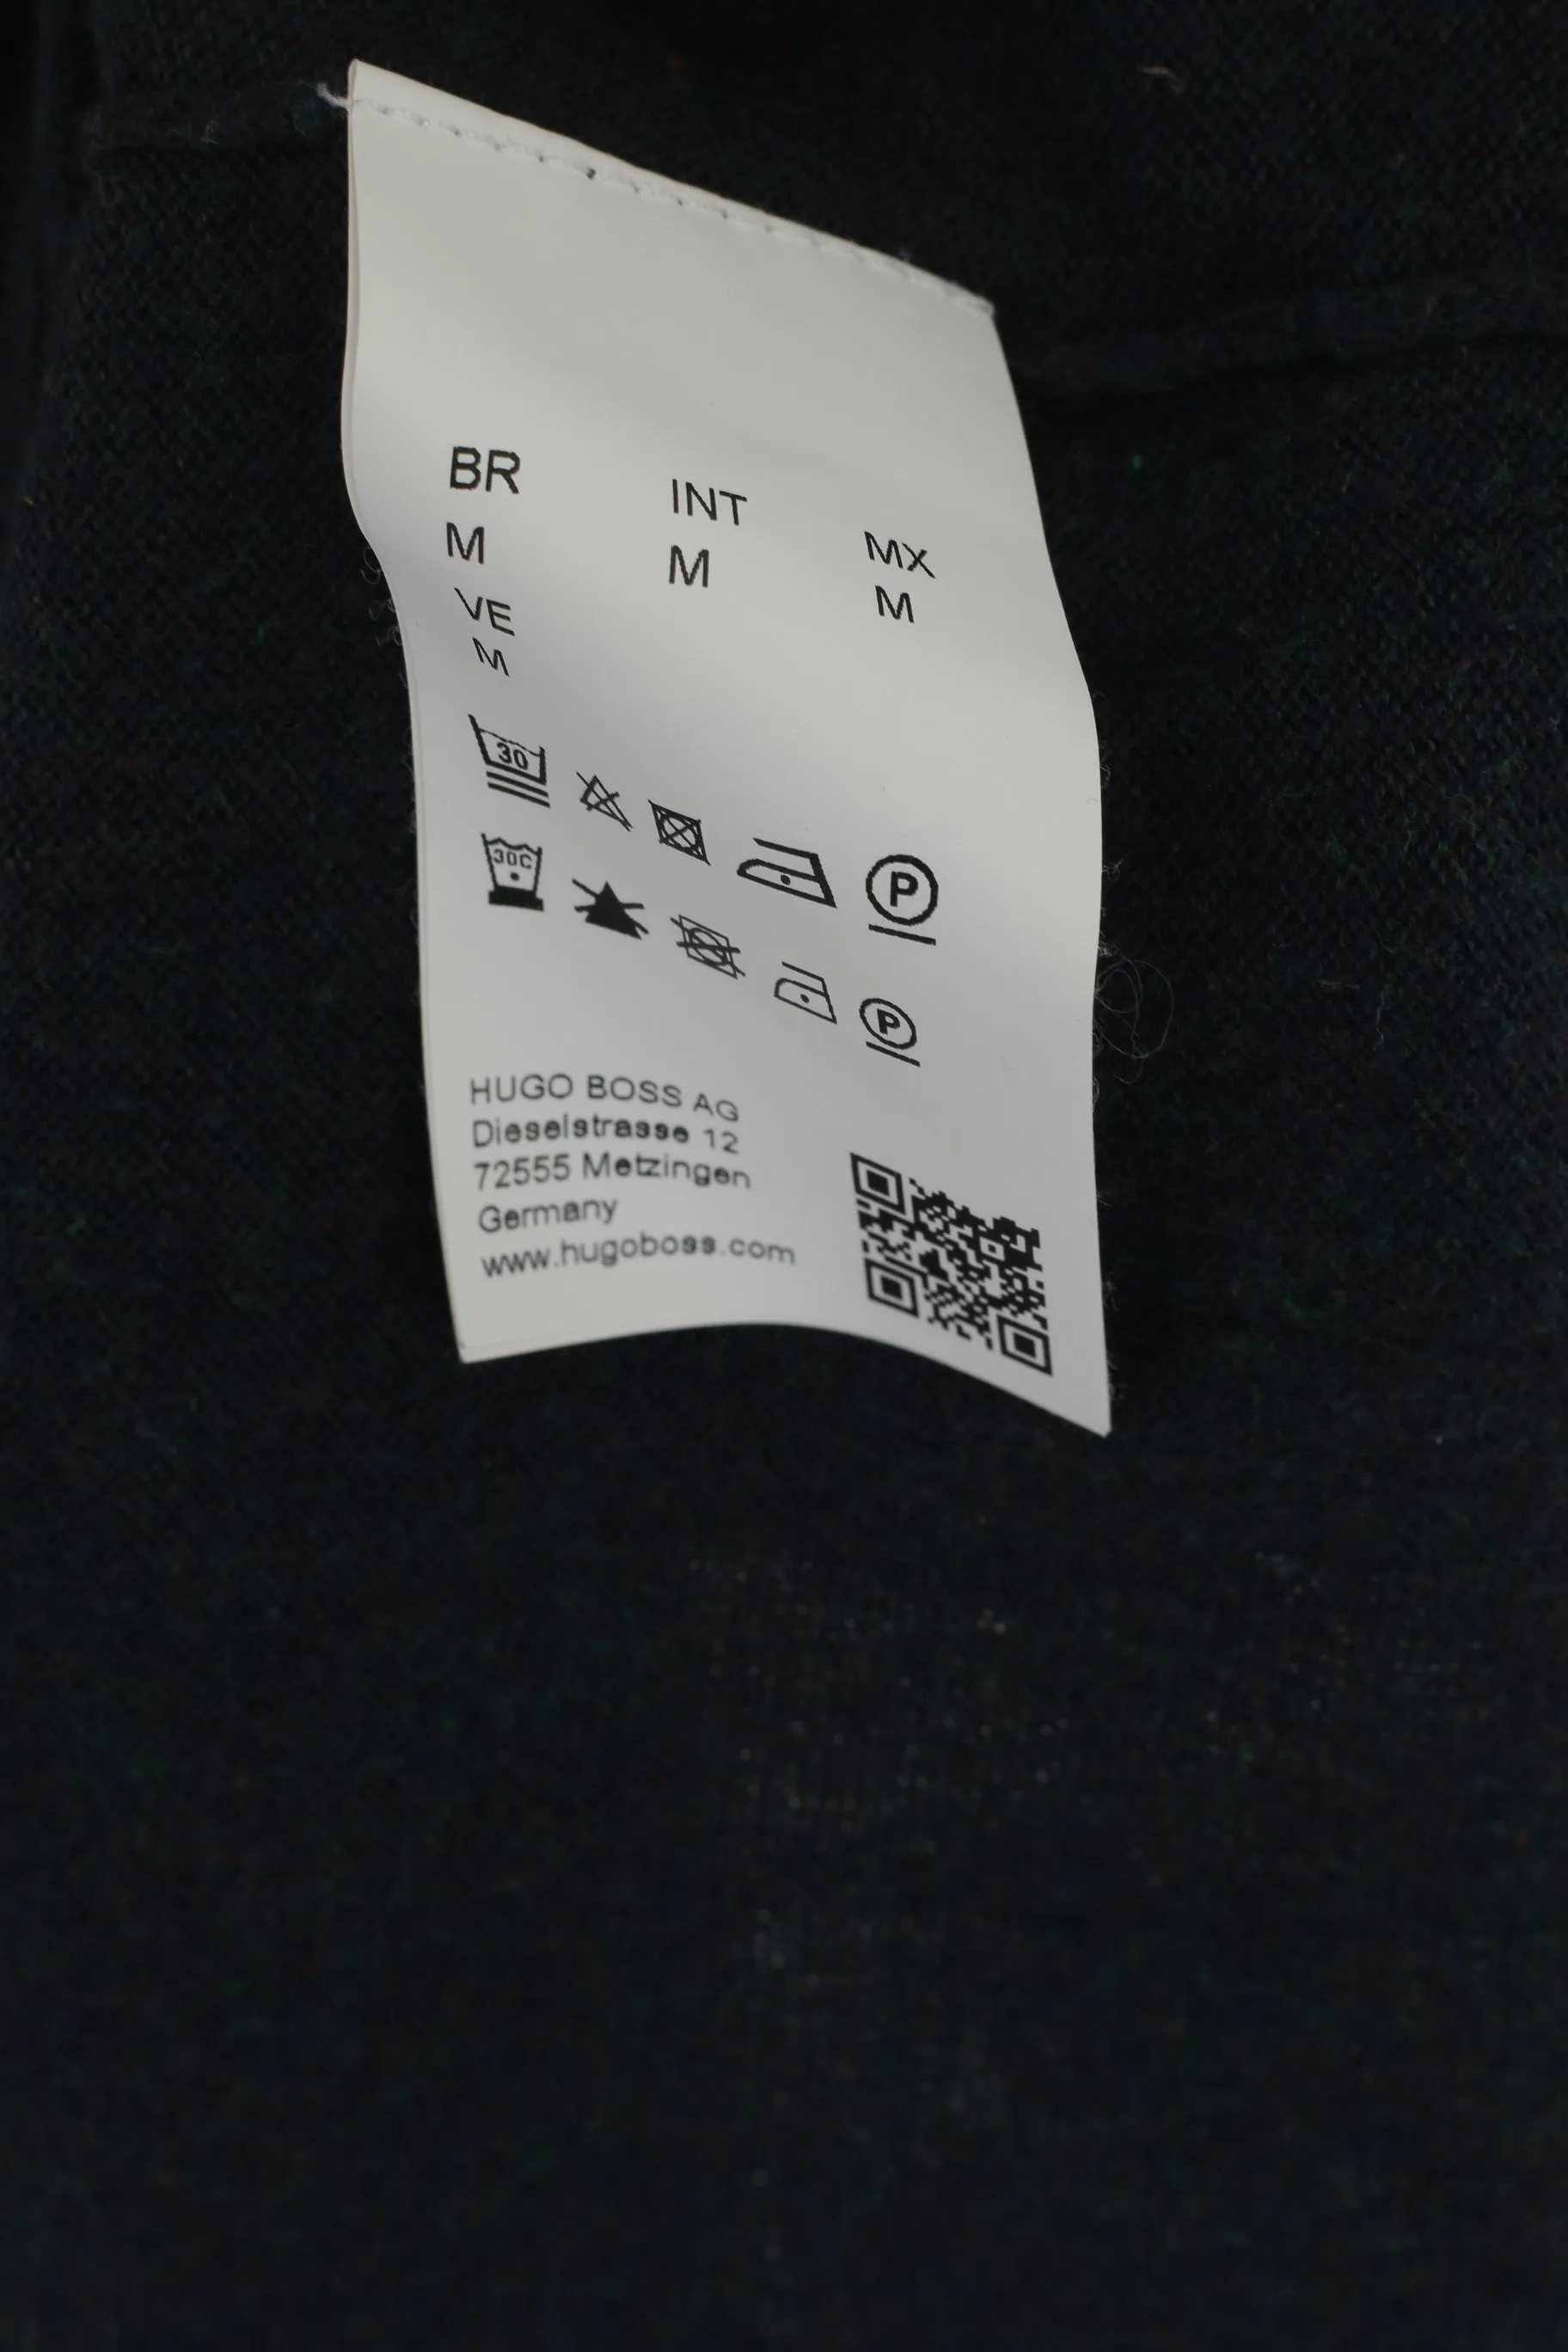 BR INT MX
M M M
VE
M
30 P
30C P
HUGO BOSS AG
Dieselstrasse 12
72555 Metzingen
Germany
www.hugoboss.com